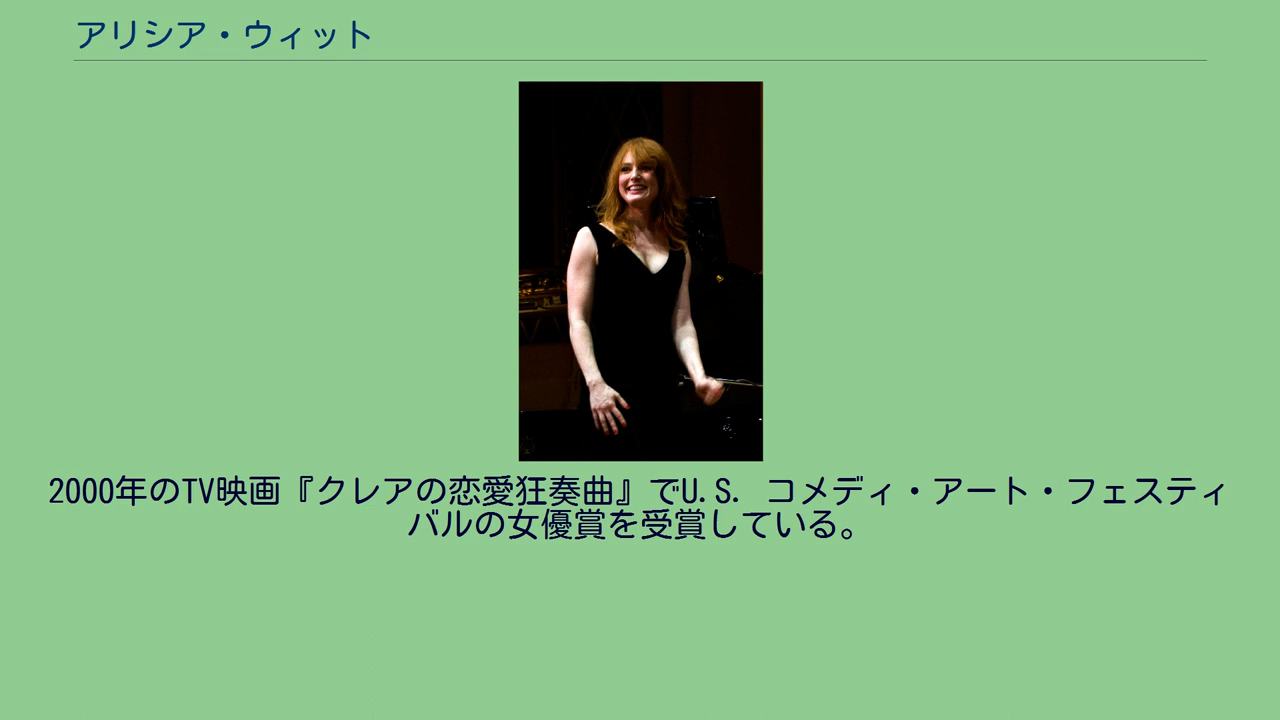 アリシア・ウィット
2000年のTV映画『クレアの恋愛狂奏曲』でU.S. コメディ・アート・フェスティ
バルの女優賞を受賞している。